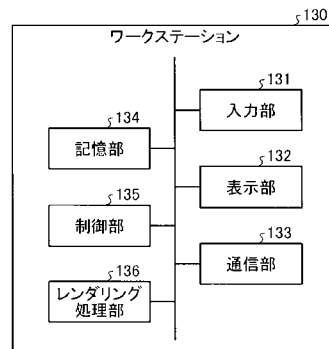 130
ワークステーション
131
入力部
134
記憶部
132
表示部
135
制御部
133
通信部
136
レンダリング
処理部